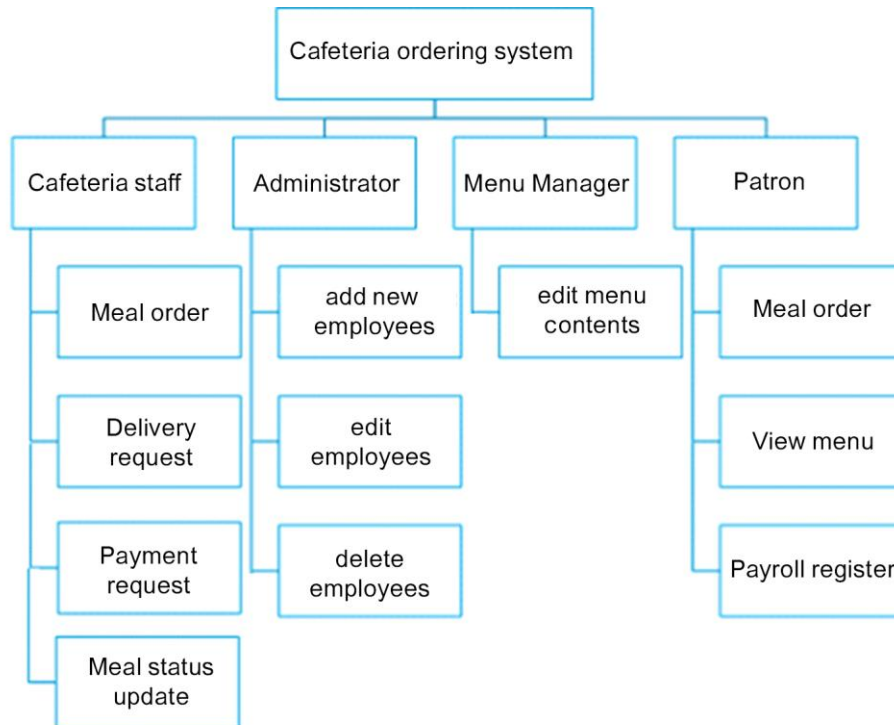 Cafeteria ordering system
Cafeteria staff
Administrator
Menu Manager
Patron
Meal order
add new
employees
edit menu
contents
Meal order
Delivery
request
edit
employees
View menu
Payment
request
delete
employees
Payroll register
Meal status
update